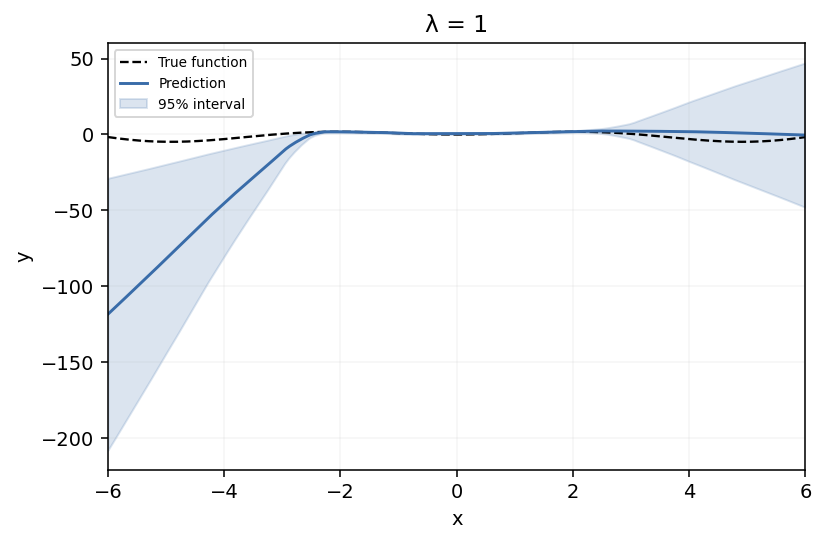 λ = 1
True function
Prediction
95% interval
50
0
−50
−100
−150
−200
y
−6
−4
−2
0
2
4
6
x